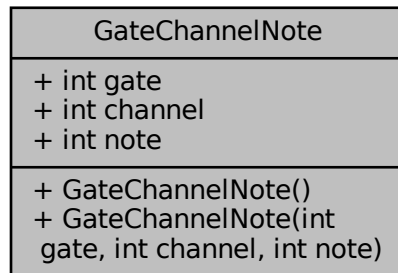 GateChannelNote
+ int gate
+ int channel
+ int note
+ GateChannelNote()
+ GateChannelNote(int
gate, int channel, int note)